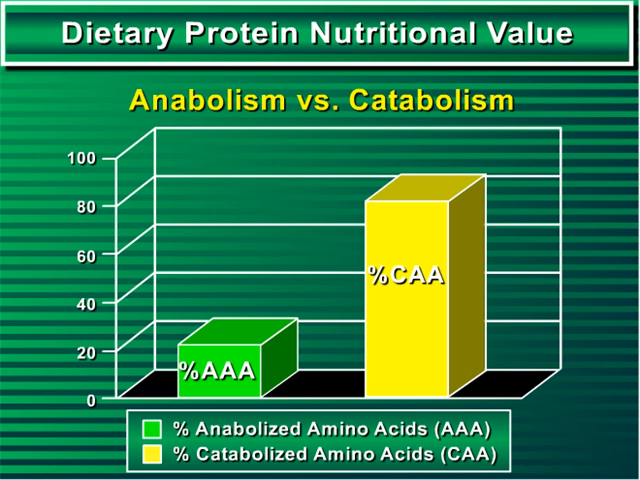 Dietary Protein Nutritional Value
Anabolism vs. Catabolism
100
80
60
40
20
0
%AAA
%CAA
% Anabolized Amino Acids (AAA)
% Catabolized Amino Acids (CAA)